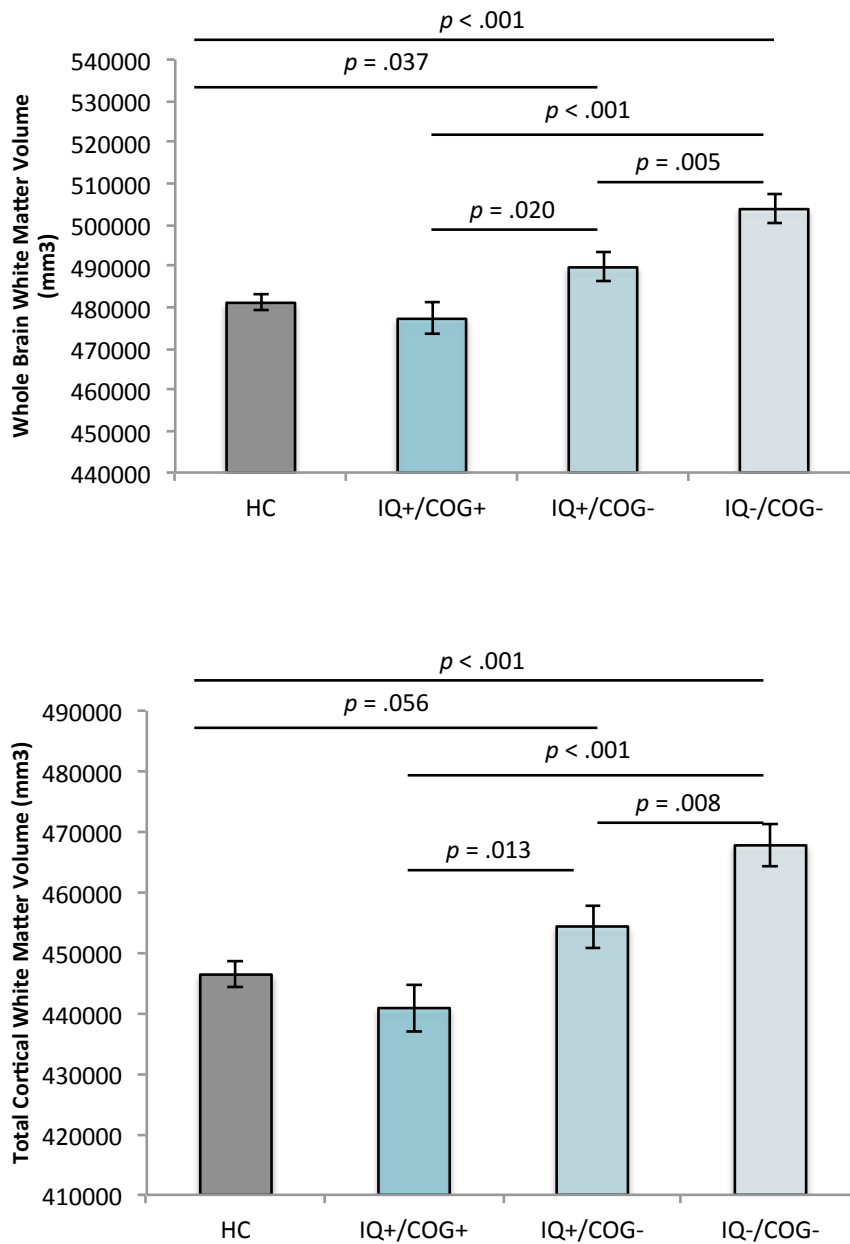 p < .001
p = .037
p < .001
p = .005
p = .020
Whole Brain White Matter Volume
(mm3)
540000
530000
520000
510000
500000
490000
480000
470000
460000
450000
440000
HC IQ+/COG+ IQ+/COG- IQ-/COG-
p < .001
p = .056
p < .001
p = .008
p = .013
Total Cortical White Matter Volume (mm3)
490000
480000
470000
460000
450000
440000
430000
420000
410000
HC IQ+/COG+ IQ+/COG- IQ-/COG-